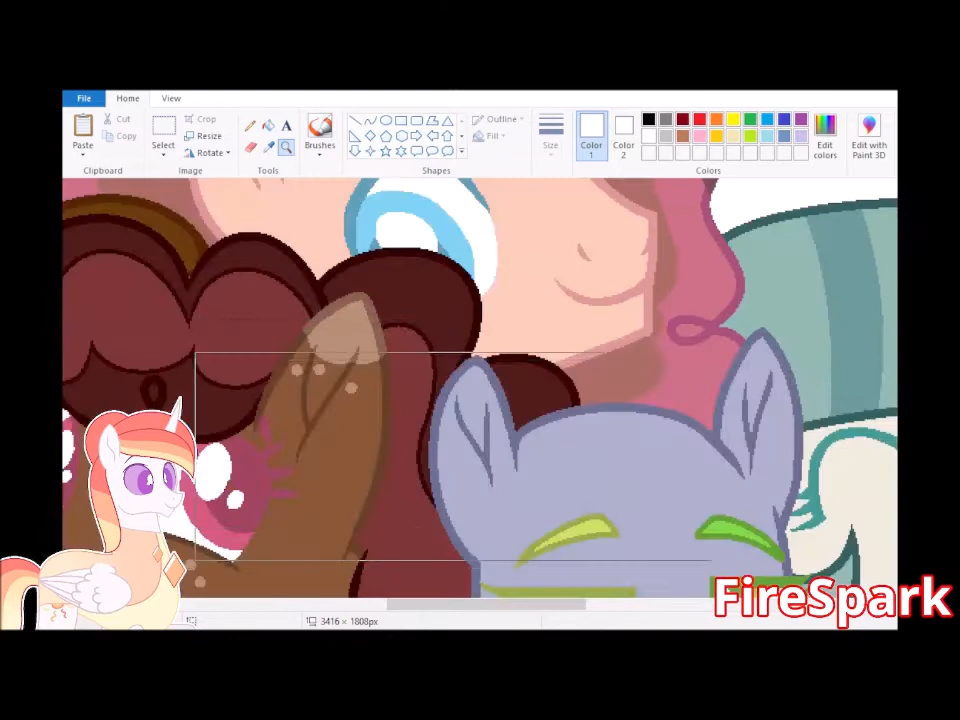 File Home View
Paste
Cut
Copy
Clipboard
Select
Crop
Resize
Rotate
Image
A
Tools
Brushes
Outline
Fill
Shapes
Size
Color
1
Color
2
Edit
colors
Colors
Edit with
Paint 3D
FireSpark
3416 × 1808px